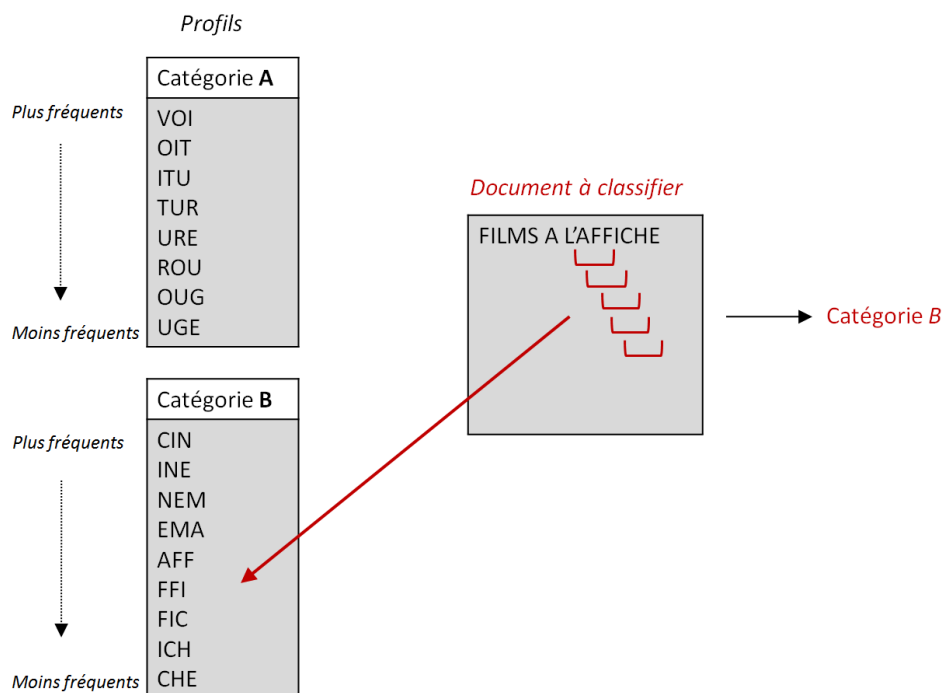 Profils
Catégorie A
Plus fréquents
VOI
OIT
ITU
TUR
URE
ROU
OUG
UGE
Moins fréquents
Document à classifier
FILMS A L’AFFICHE
Catégorie B
Catégorie B
Plus fréquents
CIN
INE
NEM
EMA
AFF
FFI
FIC
ICH
CHE
Moins fréquents